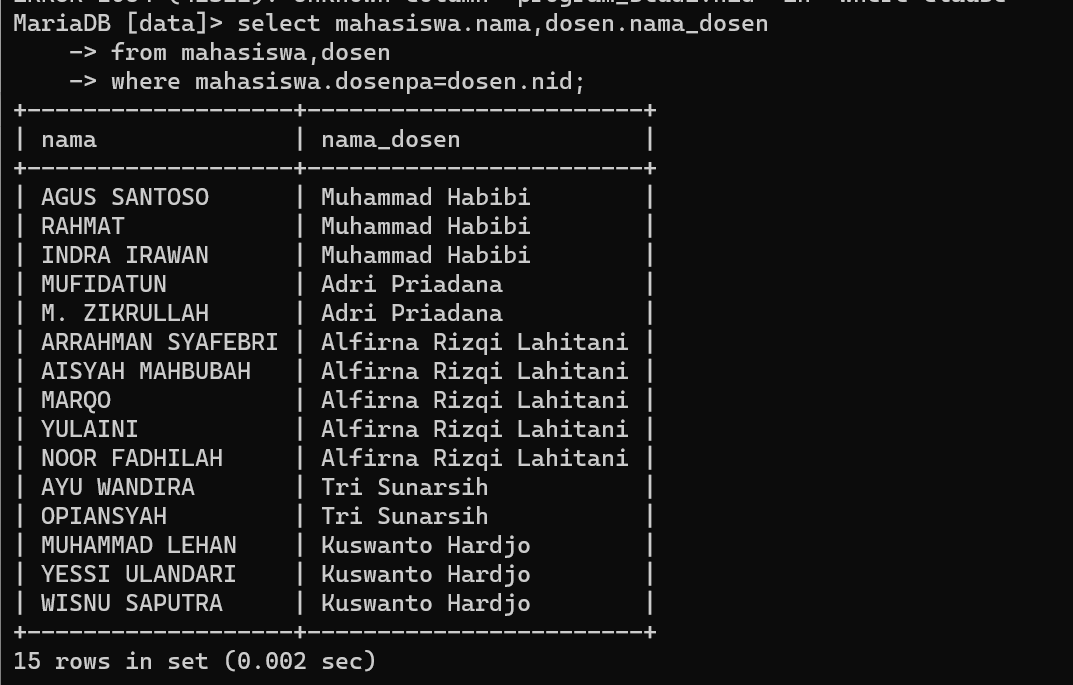 MariaDB [data]> select mahasiswa.nama,dosen.nama_dosen
    -> from mahasiswa,dosen
    -> where mahasiswa.dosenpa=dosen.nid;
+-------------------+------------------------+
| nama              | nama_dosen             |
+-------------------+------------------------+
| AGUS SANTOSO      | Muhammad Habibi        |
| RAHMAT            | Muhammad Habibi        |
| INDRA IRAWAN      | Muhammad Habibi        |
| MUFIDATUN         | Adri Priadana          |
| M. ZIKRULLAH      | Adri Priadana          |
| ARRAHMAN SYAFEBRI | Alfirna Rizqi Lahitani |
| AISYAH MAHBUBAH   | Alfirna Rizqi Lahitani |
| MARQO             | Alfirna Rizqi Lahitani |
| YULAINI           | Alfirna Rizqi Lahitani |
| NOOR FADHILAH     | Alfirna Rizqi Lahitani |
| AYU WANDIRA       | Tri Sunarsih           |
| OPIANSYAH         | Tri Sunarsih           |
| MUHAMMAD LEHAN    | Kuswanto Hardjo        |
| YESSI ULANDARI    | Kuswanto Hardjo        |
| WISNU SAPUTRA     | Kuswanto Hardjo        |
+-------------------+------------------------+
15 rows in set (0.002 sec)